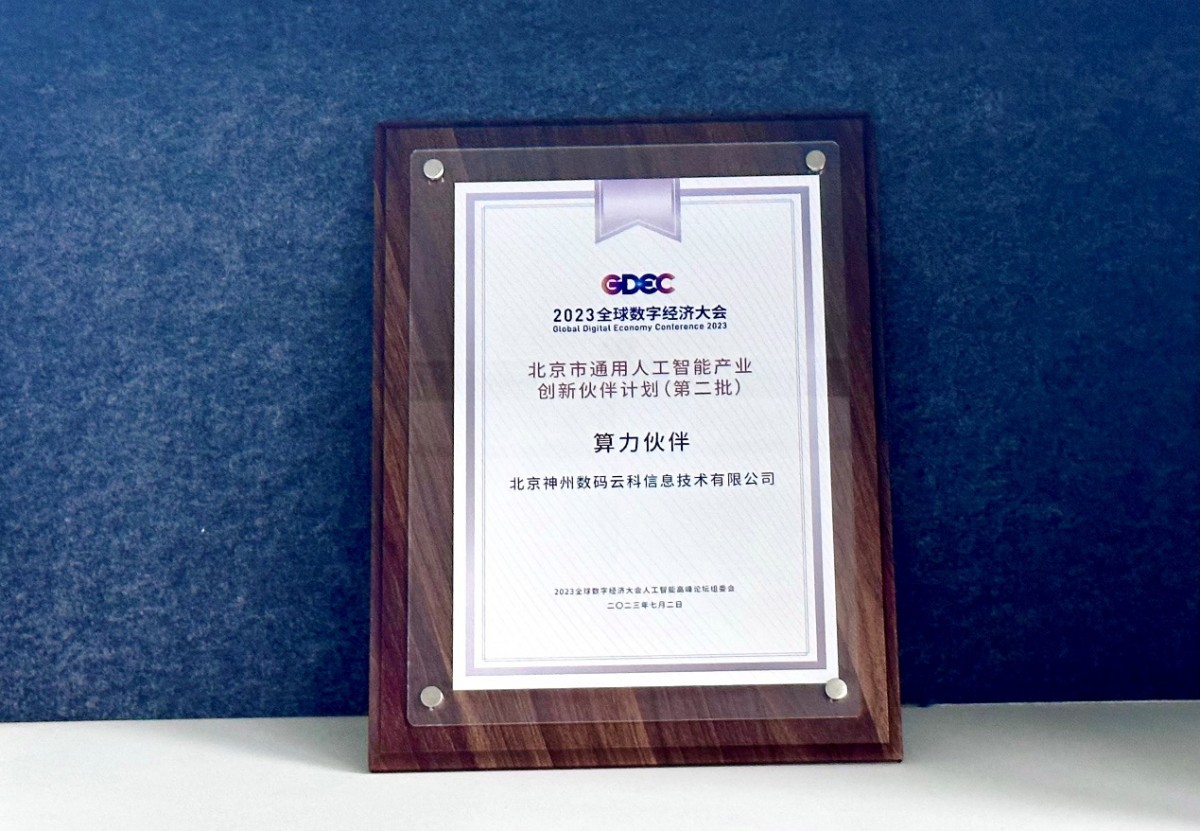 GDEC
2023全球数字经济大会
Global Digital Economy Conference 2023
北京市通用人工智能产业
创新伙伴计划(第二批)
算力伙伴
北京神州数码云科信息技术有限公司
2023全球数字经济大会人工智能高峰论坛组委会
二〇二三年七月二日